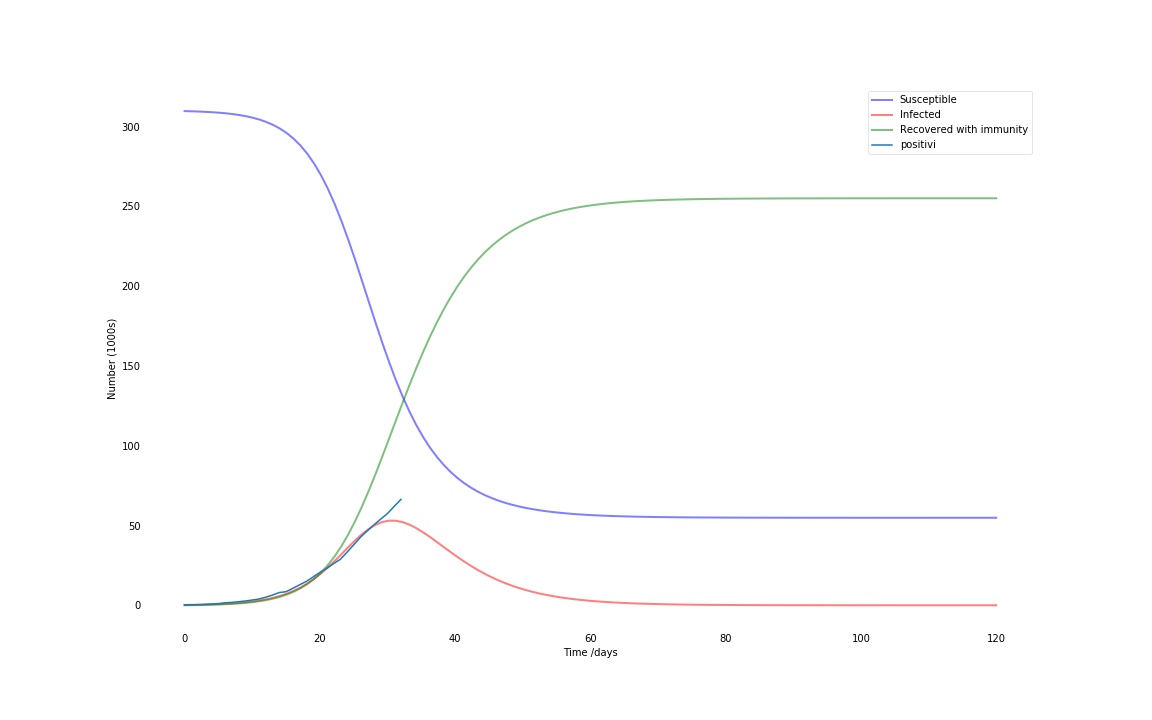 Susceptible
Infected
Recovered with immunity
positivi
300
250
200
150
100
50
0
Number (1000s)
0 20 40 60 80 100 120
Time /days